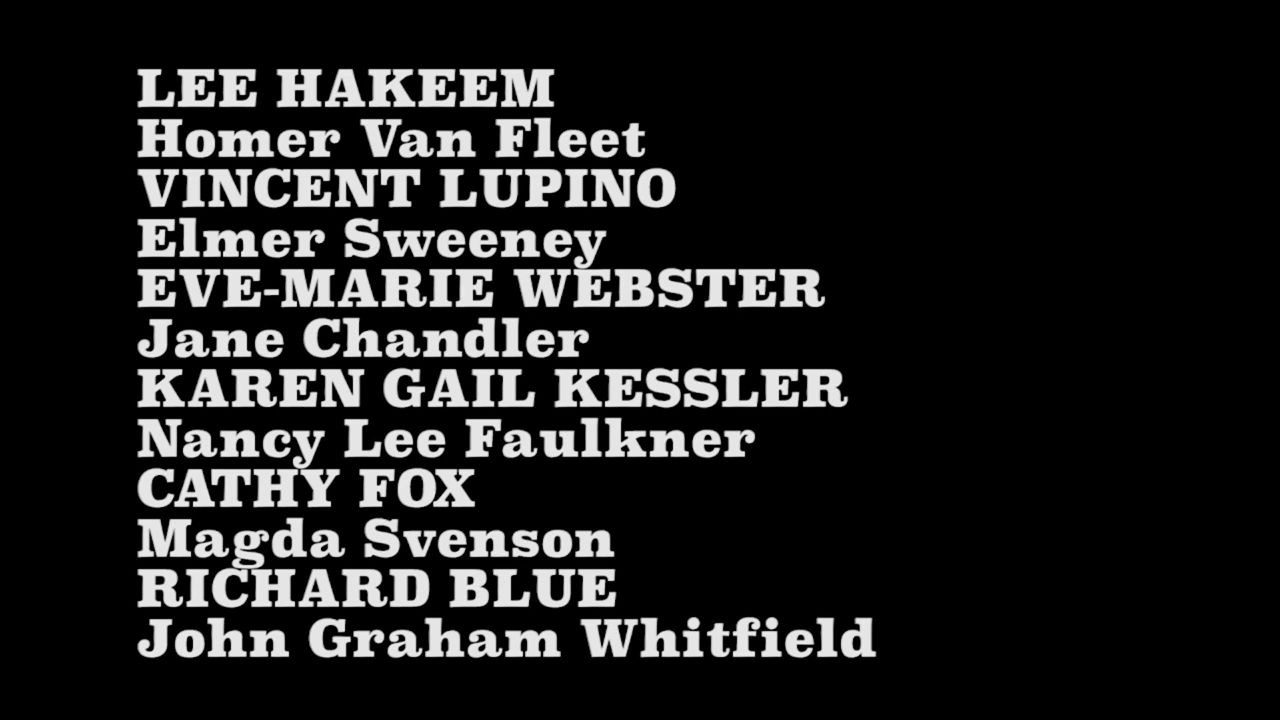 LEE HAKEEM
Homer Van Fleet
VINCENT LUPINO
Elmer Sweeney
EVE-MARIE WEBSTER
Jane Chandler
KAREN GAIL KESSLER
Nancy Lee Faulkner
CATHY FOX
Magda Svenson
RICHARD BLUE
John Graham Whitfield